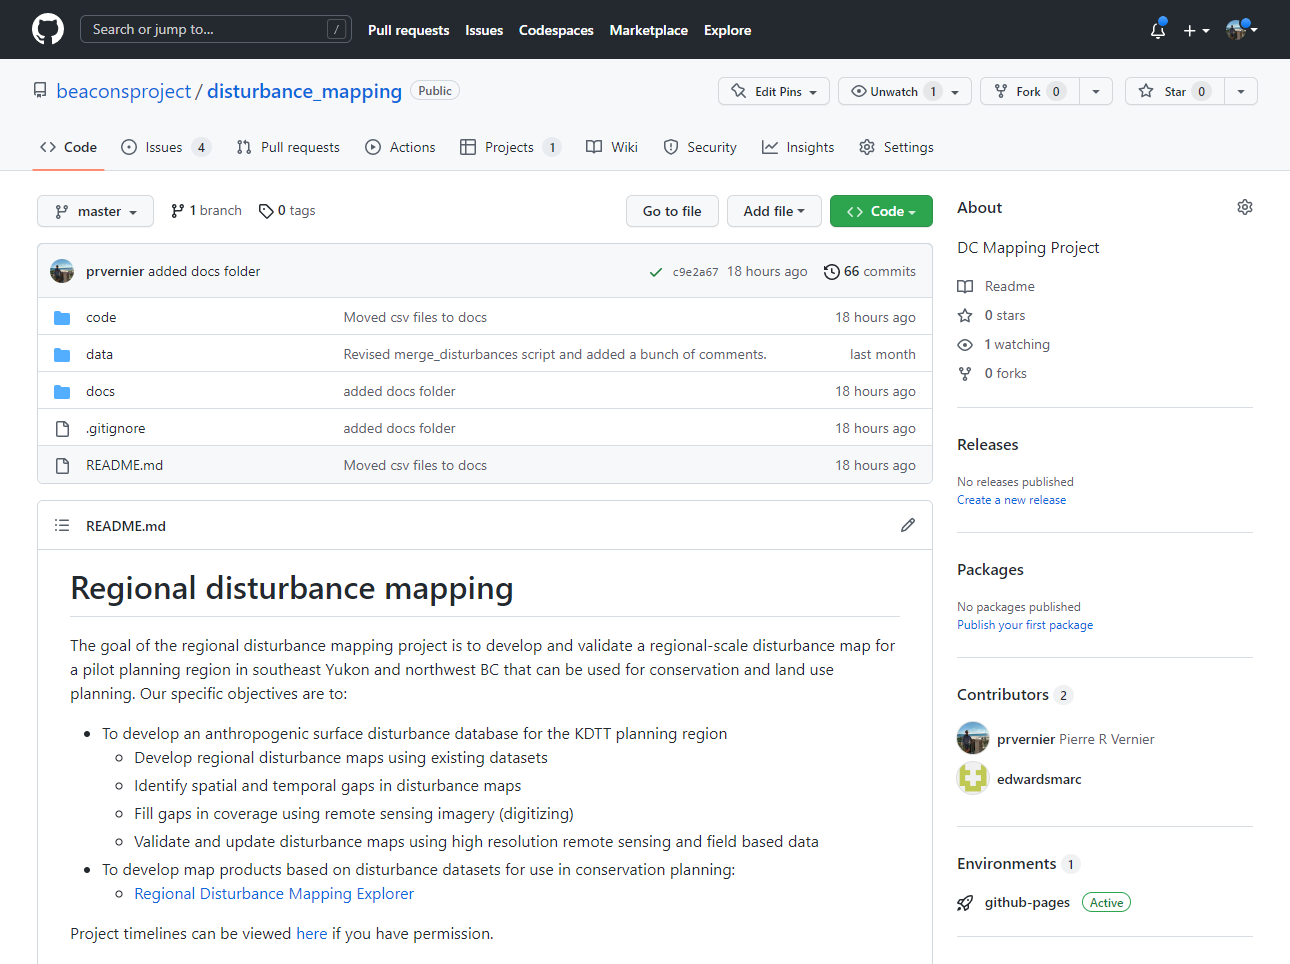 Search or jump to... /
Pull requests Issues Codespaces Marketplace Explore
beaconsproject / disturbance_mapping Public
Edit Pins Unwatch 1 Fork 0 Star 0
Code Issues 4 Pull requests Actions Projects 1 Wiki Security Insights Settings
master 1 branch 0 tags Go to file Add file Code
prvernier added docs folder c9e2a67 18 hours ago 66 commits
code Moved csv files to docs 18 hours ago
data Revised merge_disturbances script and added a bunch of comments. last month
docs added docs folder 18 hours ago
.gitignore added docs folder 18 hours ago
README.md Moved csv files to docs 18 hours ago
README.md
Regional disturbance mapping
The goal of the regional disturbance mapping project is to develop and validate a regional-scale disturbance map for
a pilot planning region in southeast Yukon and northwest BC that can be used for conservation and land use
planning. Our specific objectives are to:
To develop an anthropogenic surface disturbance database for the KDTT planning region
Develop regional disturbance maps using existing datasets
Identify spatial and temporal gaps in disturbance maps
Fill gaps in coverage using remote sensing imagery (digitizing)
Validate and update disturbance maps using high resolution remote sensing and field based data
To develop map products based on disturbance datasets for use in conservation planning:
Regional Disturbance Mapping Explorer
Project timelines can be viewed here if you have permission.
About
DC Mapping Project
Readme
0 stars
1 watching
0 forks
Releases
No releases published
Create a new release
Packages
No packages published
Publish your first package
Contributors 2
prvernier Pierre R Vernier
edwardsmarc
Environments 1
github-pages Active